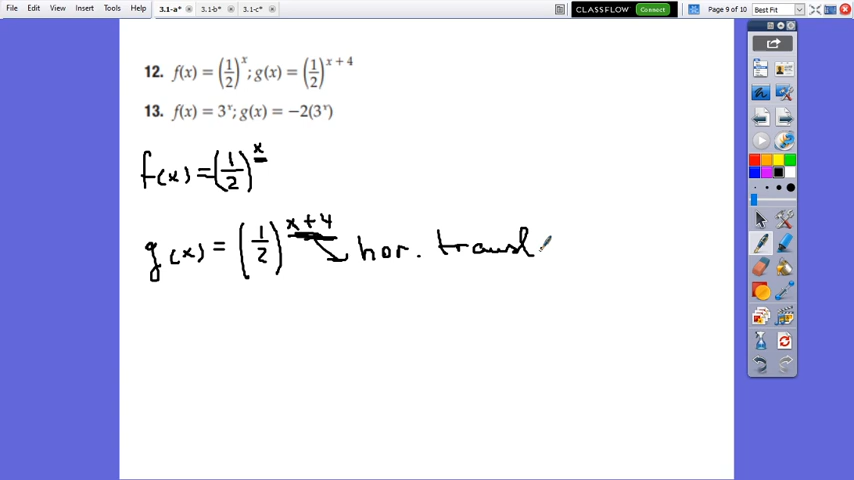 File Edit View Insert Tools Help 3.1-a* 3.1-b* 3.1-c* CLASSFLOW Connect Page 9 of 10 Best Fit
12. f(x) = (1/2)^x; g(x) = (1/2)^(x + 4)
13. f(x) = 3^x; g(x) = −2(3^x)
f(x) = (1/2)^x
g(x) = (1/2)^(x+4) hor. transl